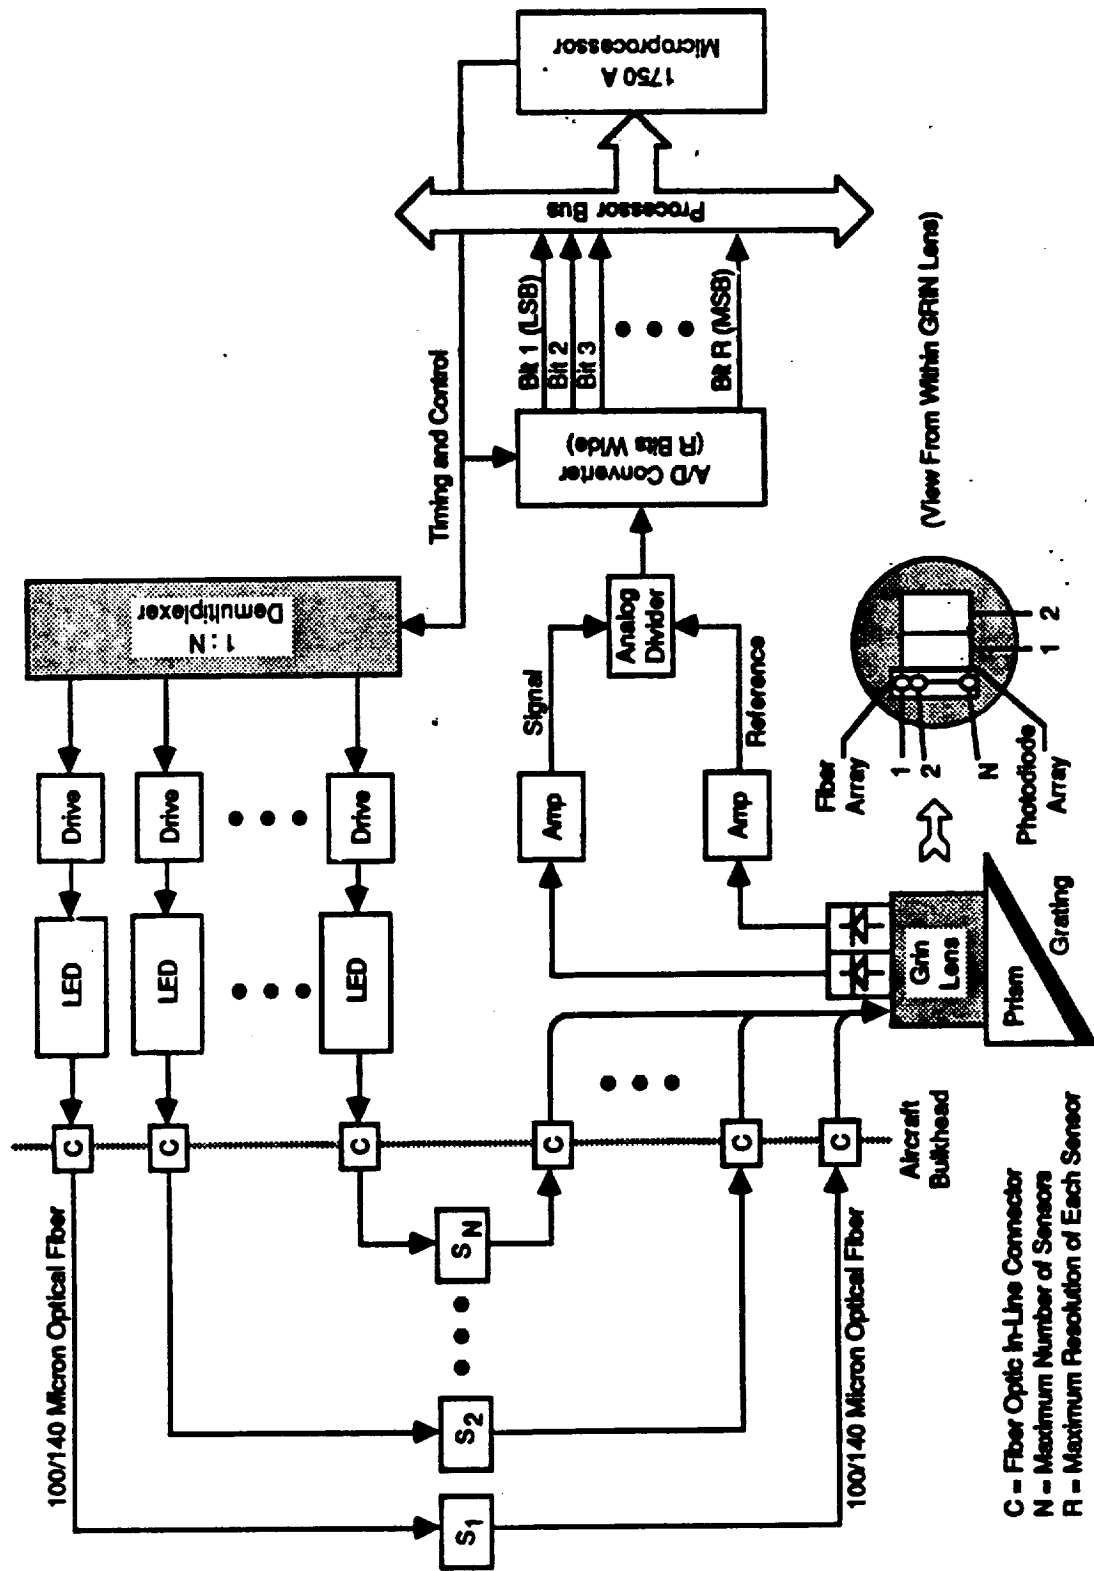 100/140 Micron Optical Fiber
C
C
C
LED
LED
LED
Drive
Drive
Drive
1 : N
Demultiplexer
Timing and Control
1750 A
Microprocessor
Processor Bus
Bit 1 (LSB)
Bit 2
Bit 3
Bit R (MSB)
A/D Converter
(R Bits Wide)
Analog
Divider
Signal
Reference
Amp
Amp
S1
S2
SN
C
C
C
100/140 Micron Optical Fiber
Aircraft
Bulkhead
Grin
Lens
Prism
Grating
Fiber
Array
1
2
N
Photodiode
Array
1
2
(View From Within GRIN Lens)
C = Fiber Optic In-Line Connector
N = Maximum Number of Sensors
R = Maximum Resolution of Each Sensor